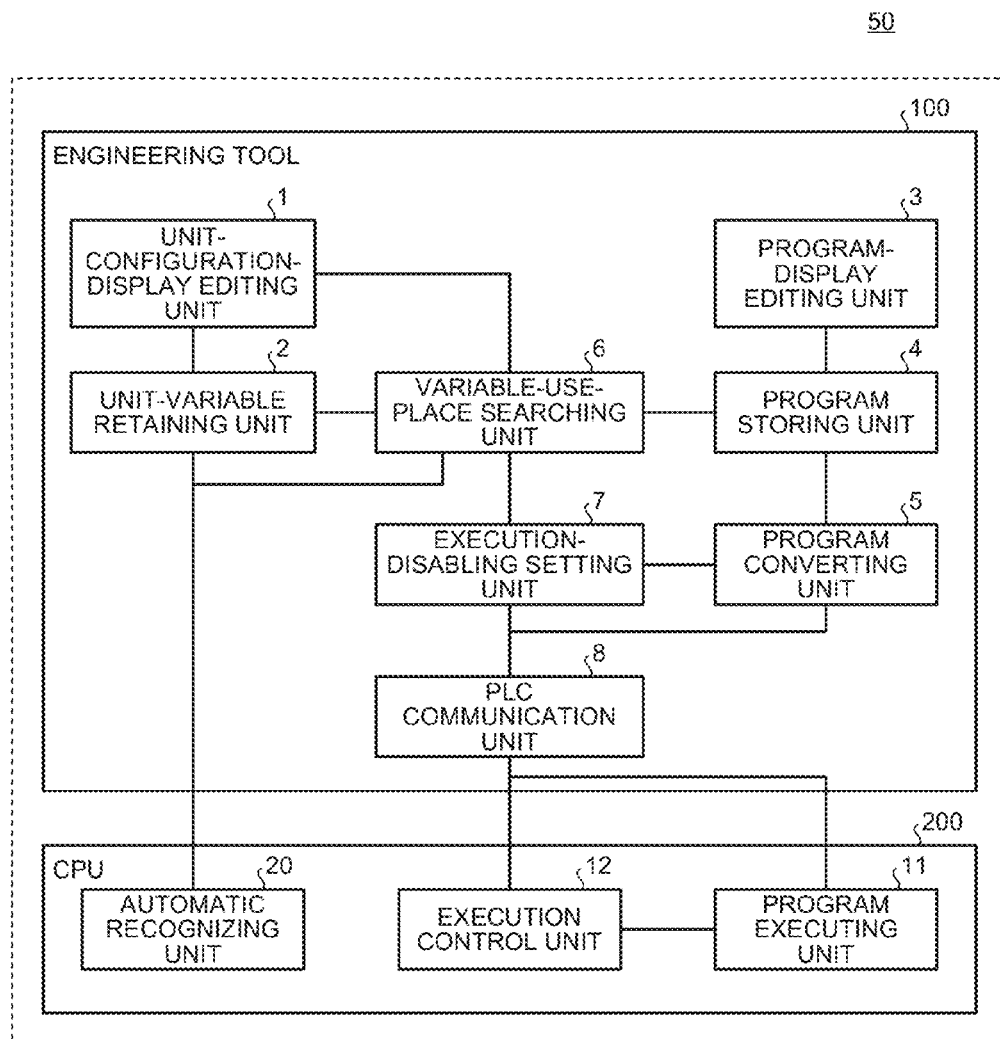 50
100
ENGINEERING TOOL
1
UNIT-
CONFIGURATION-
DISPLAY EDITING
UNIT
3
PROGRAM-
DISPLAY
EDITING UNIT
2
UNIT-VARIABLE
RETAINING UNIT
6
VARIABLE-USE-
PLACE SEARCHING
UNIT
4
PROGRAM
STORING UNIT
7
EXECUTION-
DISABLING SETTING
UNIT
5
PROGRAM
CONVERTING
UNIT
8
PLC
COMMUNICATION
UNIT
200
CPU
20
AUTOMATIC
RECOGNIZING
UNIT
12
EXECUTION
CONTROL UNIT
11
PROGRAM
EXECUTING
UNIT